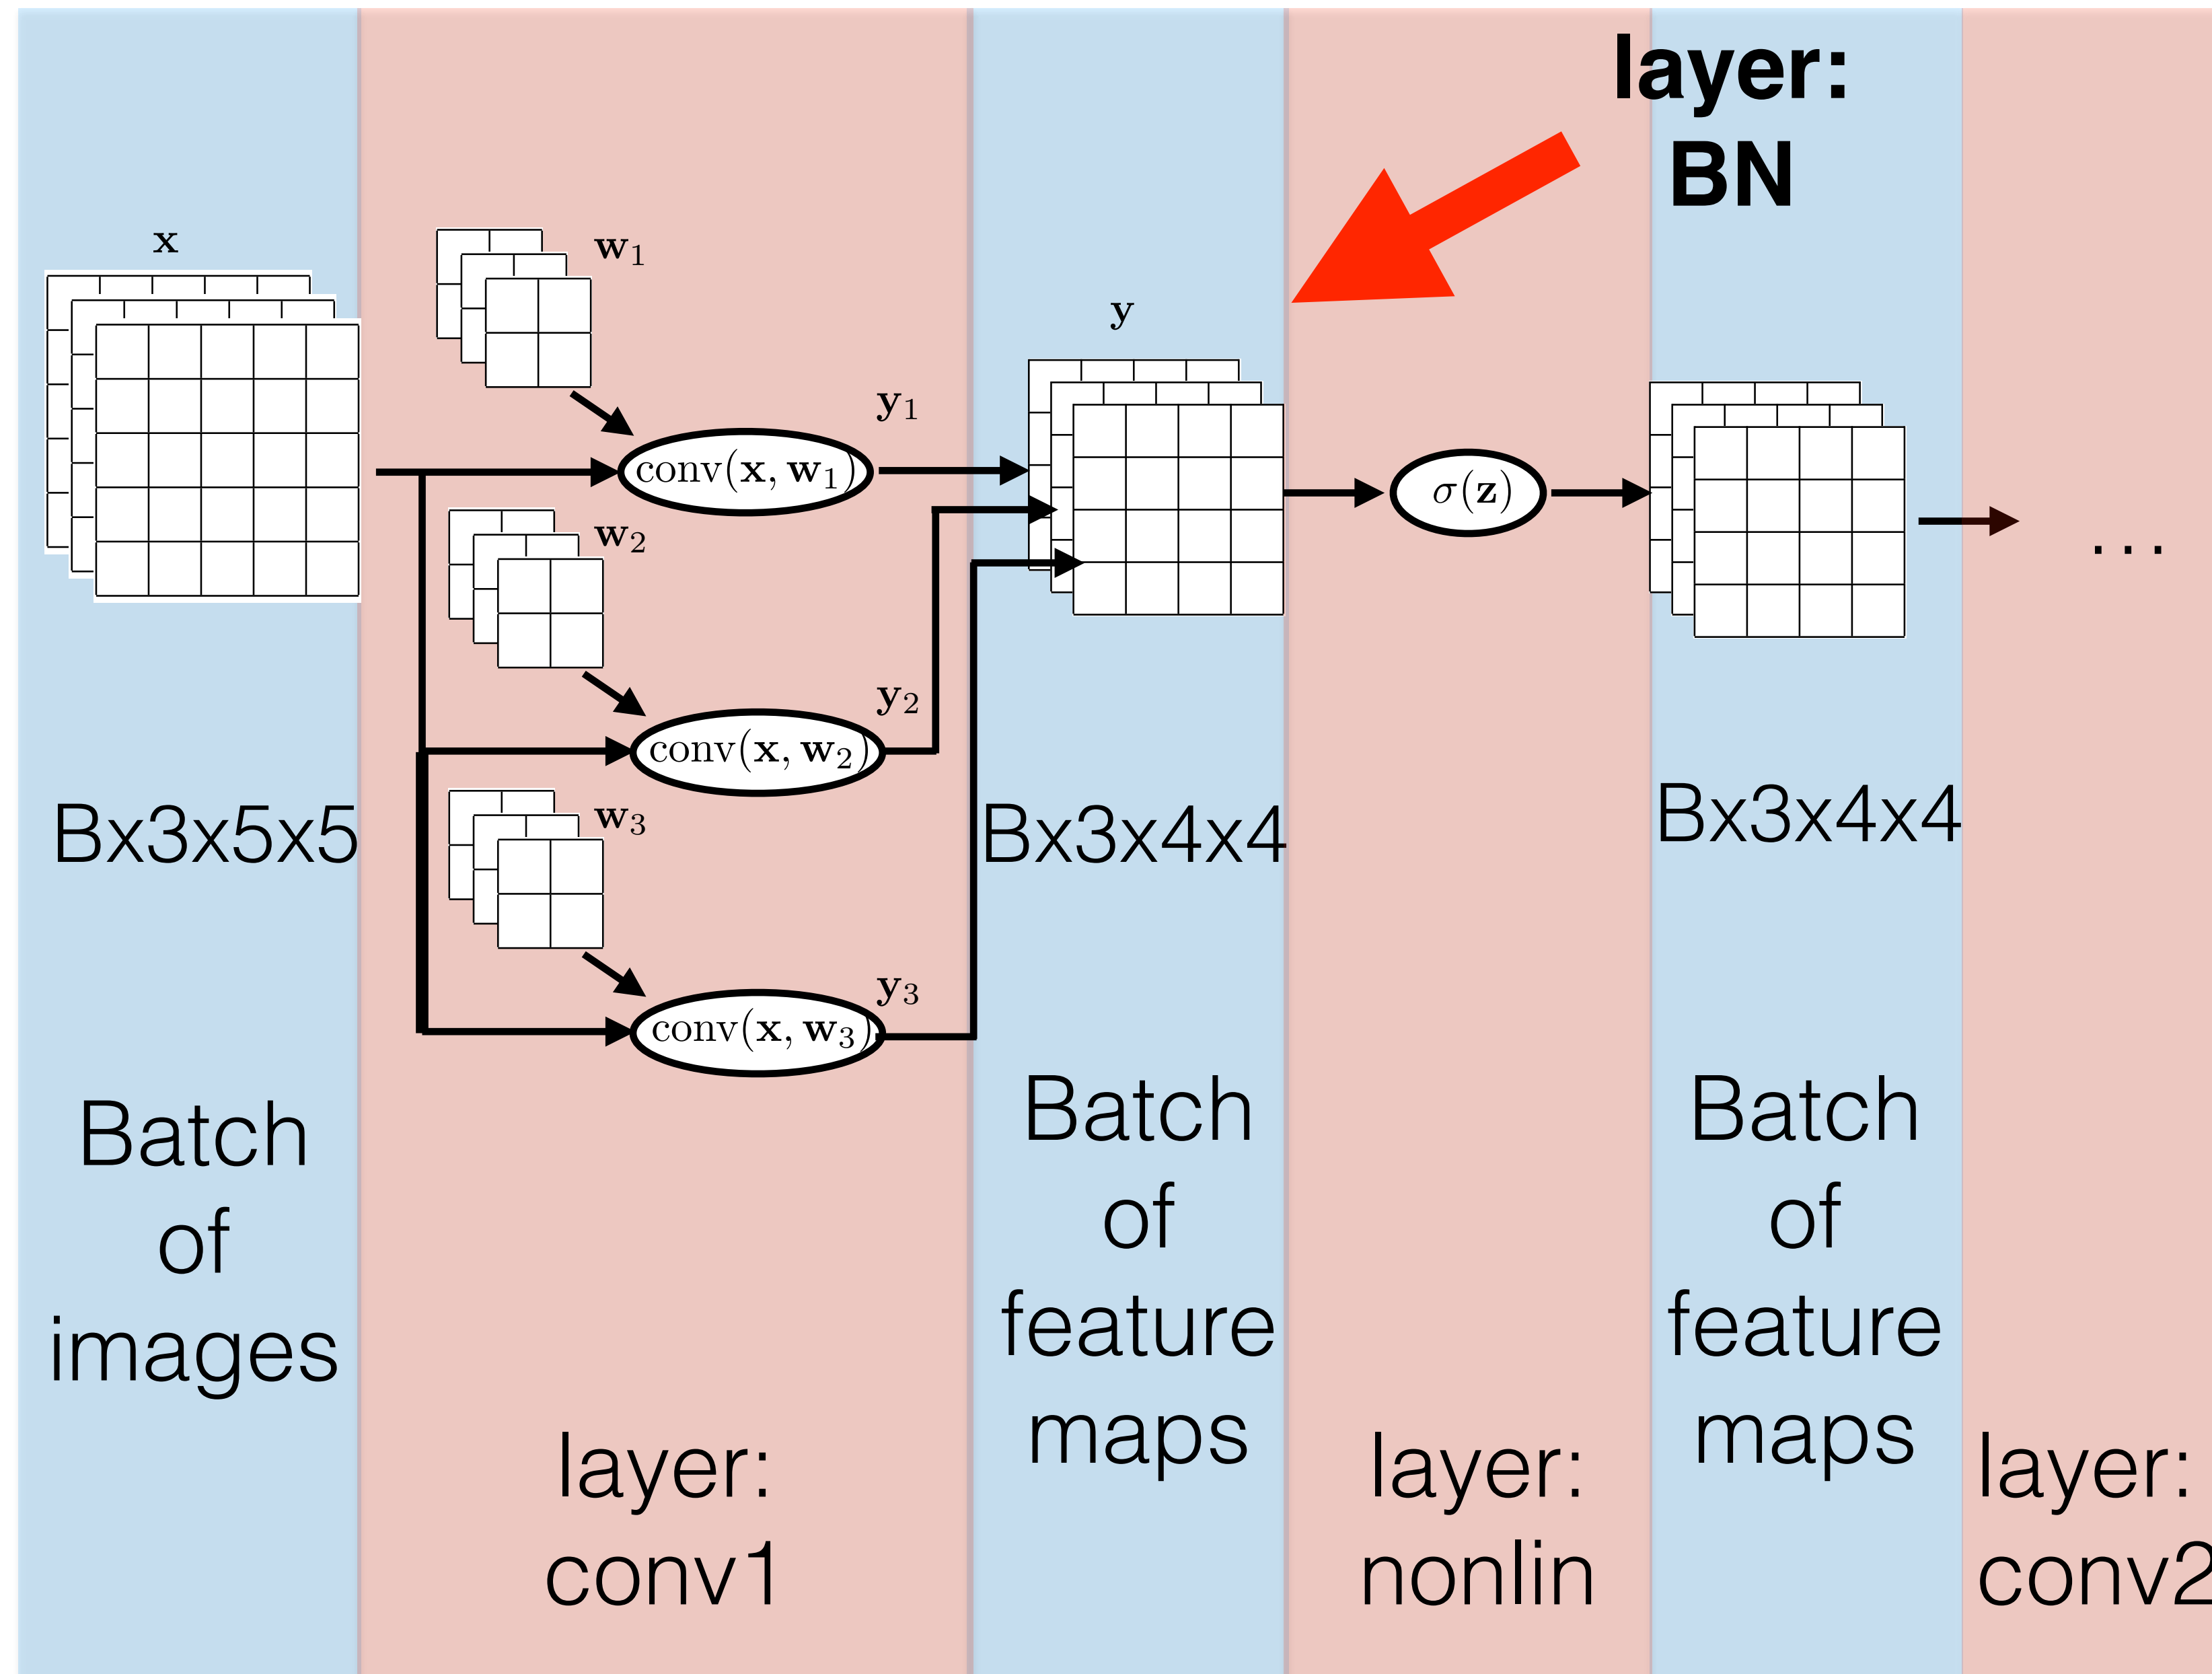 layer:
BN
x
w₁
y
y₁
conv(x, w₁)
σ(z)
w₂
...
y₂
conv(x, w₂)
w₃
Bx3x5x5
Bx3x4x4
Bx3x4x4
y₃
conv(x, w₃)
Batch
of
images
Batch
of
feature
maps
Batch
of
feature
maps
layer:
conv1
layer:
nonlin
layer:
conv2